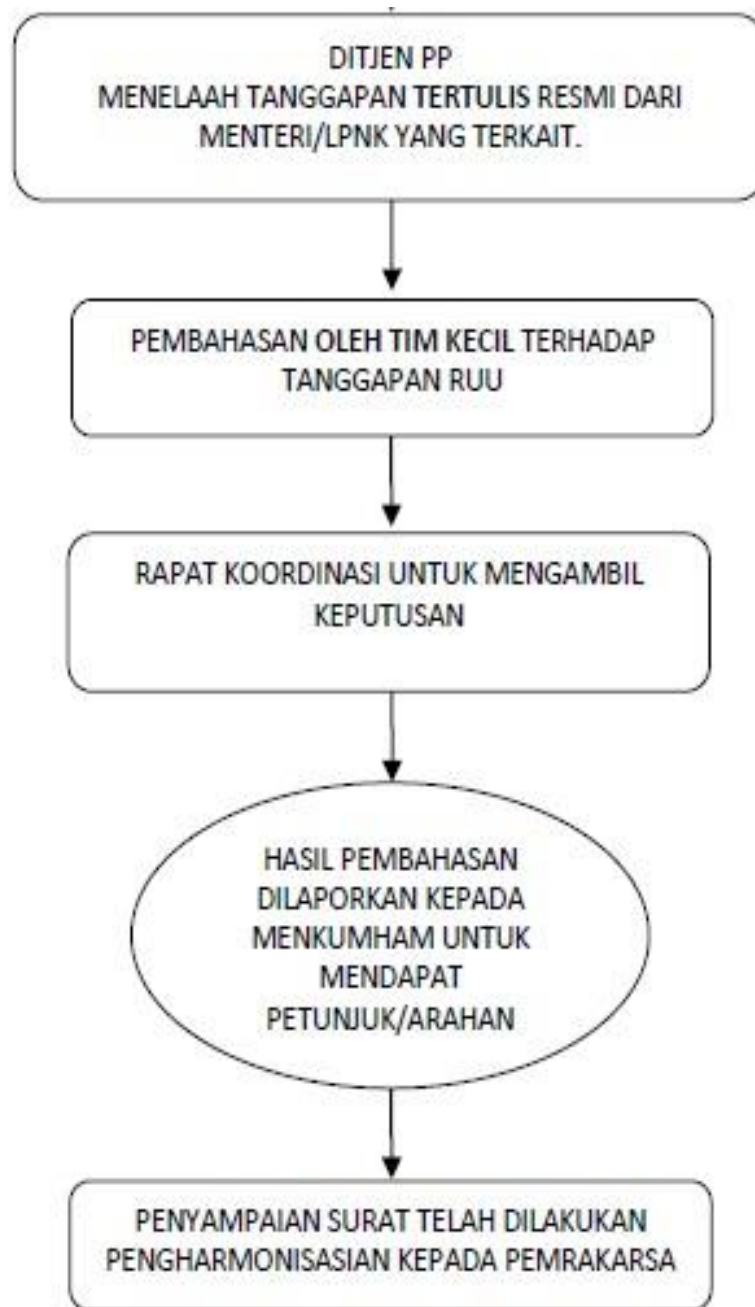 DITJEN PP
MENELAAH TANGGAPAN TERTULIS RESMI DARI
MENTERI/LPNK YANG TERKAIT.
PEMBAHASAN OLEH TIM KECIL TERHADAP
TANGGAPAN RUU
RAPAT KOORDINASI UNTUK MENGAMBIL
KEPUTUSAN
HASIL PEMBAHASAN
DILAPORKAN KEPADA
MENKUMHAM UNTUK
MENDAPAT
PETUNJUK/ARAHAN
PENYAMPAIAN SURAT TELAH DILAKUKAN
PENGHARMONISASIAN KEPADA PEMRAKARSA